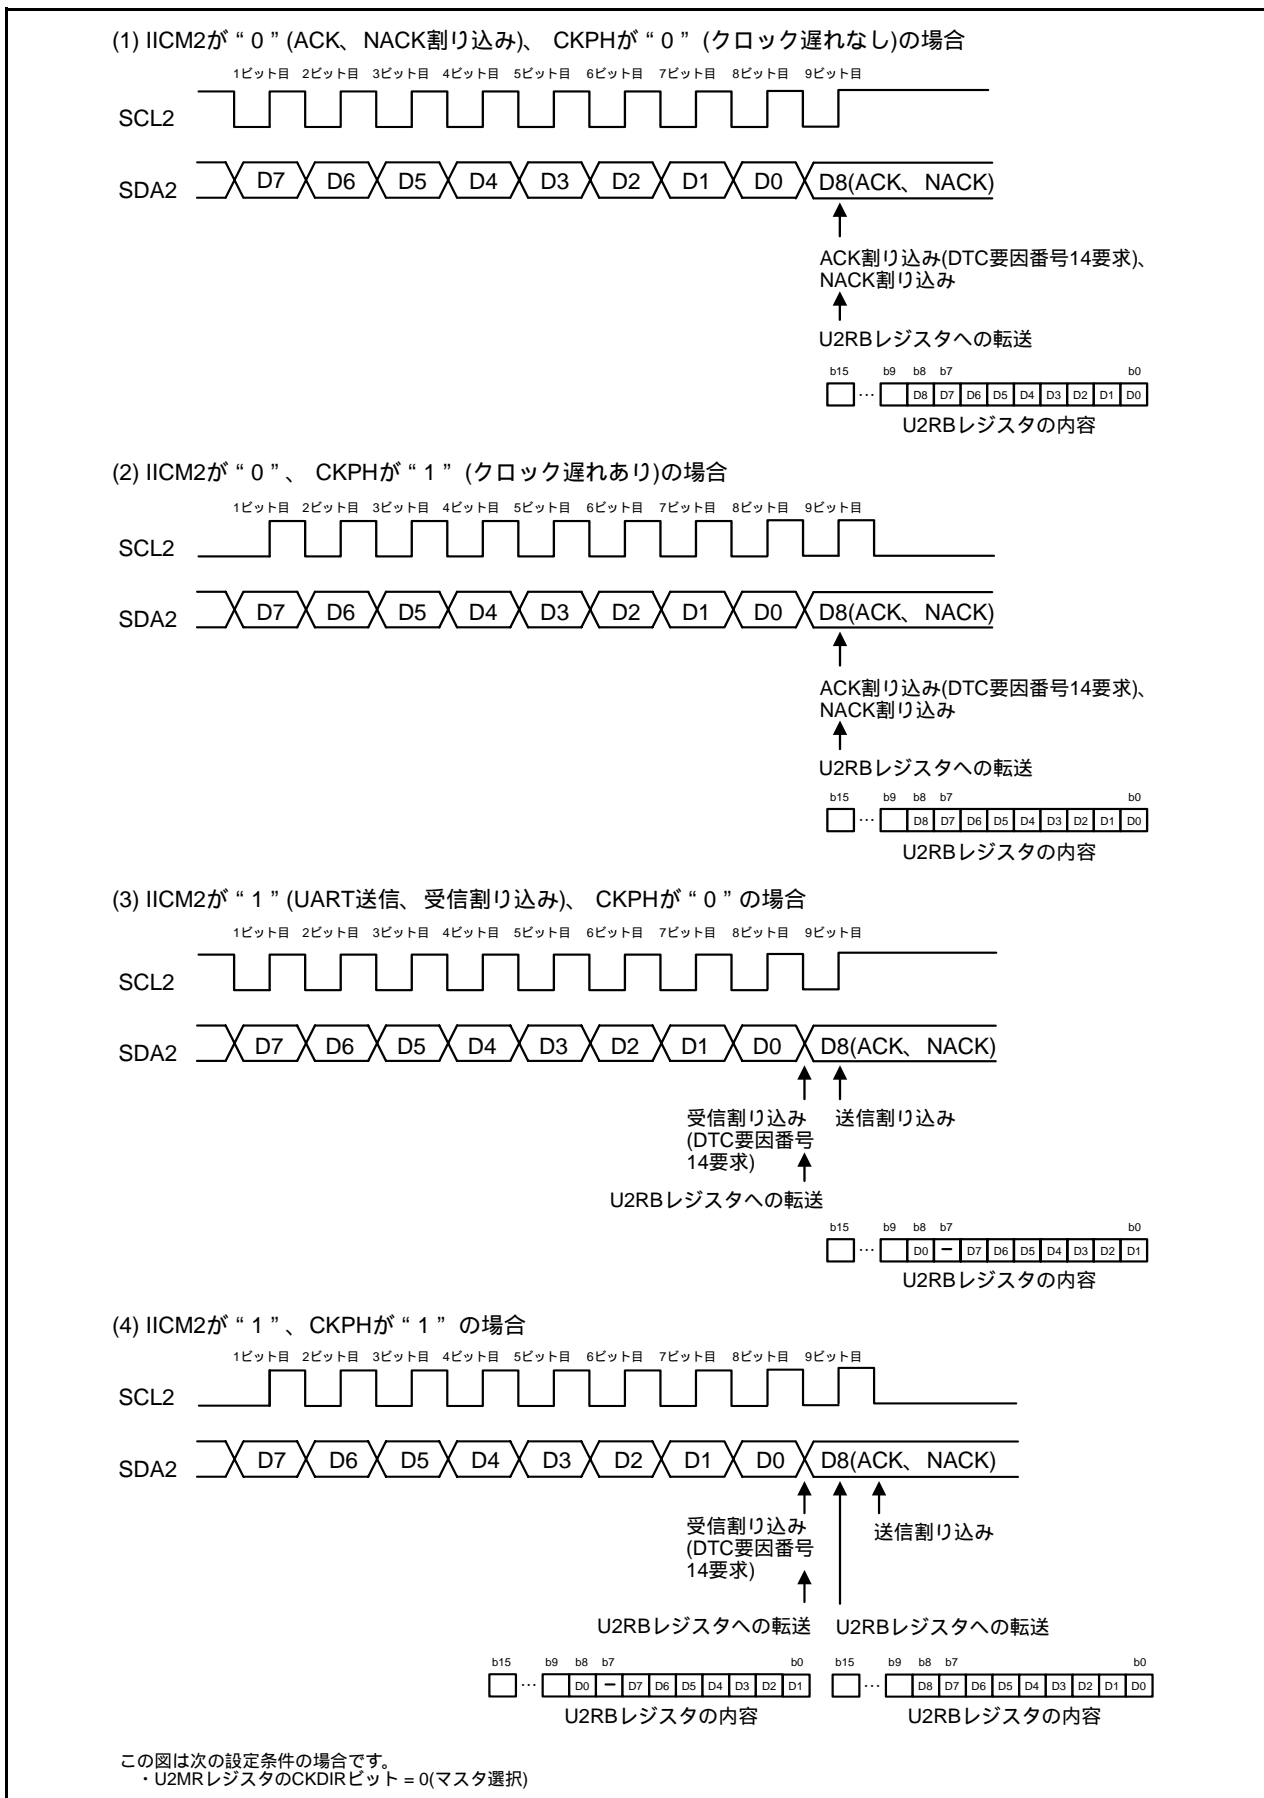 (1) IICM2が“0”(ACK、NACK割り込み)、 CKPHが“0” (クロック遅れなし)の場合
1ビット目 2ビット目 3ビット目 4ビット目 5ビット目 6ビット目 7ビット目 8ビット目 9ビット目
SCL2
SDA2 D7 D6 D5 D4 D3 D2 D1 D0 D8(ACK、 NACK)
ACK割り込み(DTC要因番号14要求)、
NACK割り込み
U2RBレジスタへの転送
b15 b9 b8 b7 b0
… D8 D7 D6 D5 D4 D3 D2 D1 D0
U2RBレジスタの内容
(2) IICM2が“0”、 CKPHが“1” (クロック遅れあり)の場合
1ビット目 2ビット目 3ビット目 4ビット目 5ビット目 6ビット目 7ビット目 8ビット目 9ビット目
SCL2
SDA2 D7 D6 D5 D4 D3 D2 D1 D0 D8(ACK、 NACK)
ACK割り込み(DTC要因番号14要求)、
NACK割り込み
U2RBレジスタへの転送
b15 b9 b8 b7 b0
… D8 D7 D6 D5 D4 D3 D2 D1 D0
U2RBレジスタの内容
(3) IICM2が“1”(UART送信、受信割り込み)、 CKPHが“0”の場合
1ビット目 2ビット目 3ビット目 4ビット目 5ビット目 6ビット目 7ビット目 8ビット目 9ビット目
SCL2
SDA2 D7 D6 D5 D4 D3 D2 D1 D0 D8(ACK、 NACK)
受信割り込み 送信割り込み
(DTC要因番号
14要求)
U2RBレジスタへの転送
b15 b9 b8 b7 b0
… D0 − D7 D6 D5 D4 D3 D2 D1
U2RBレジスタの内容
(4) IICM2が“1”、CKPHが“1” の場合
1ビット目 2ビット目 3ビット目 4ビット目 5ビット目 6ビット目 7ビット目 8ビット目 9ビット目
SCL2
SDA2 D7 D6 D5 D4 D3 D2 D1 D0 D8(ACK、 NACK)
受信割り込み 送信割り込み
(DTC要因番号
14要求)
U2RBレジスタへの転送 U2RBレジスタへの転送
b15 b9 b8 b7 b0 b15 b9 b8 b7 b0
… D0 − D7 D6 D5 D4 D3 D2 D1 … D8 D7 D6 D5 D4 D3 D2 D1 D0
U2RBレジスタの内容 U2RBレジスタの内容
この図は次の設定条件の場合です。
・U2MRレジスタのCKDIRビット = 0(マスタ選択)